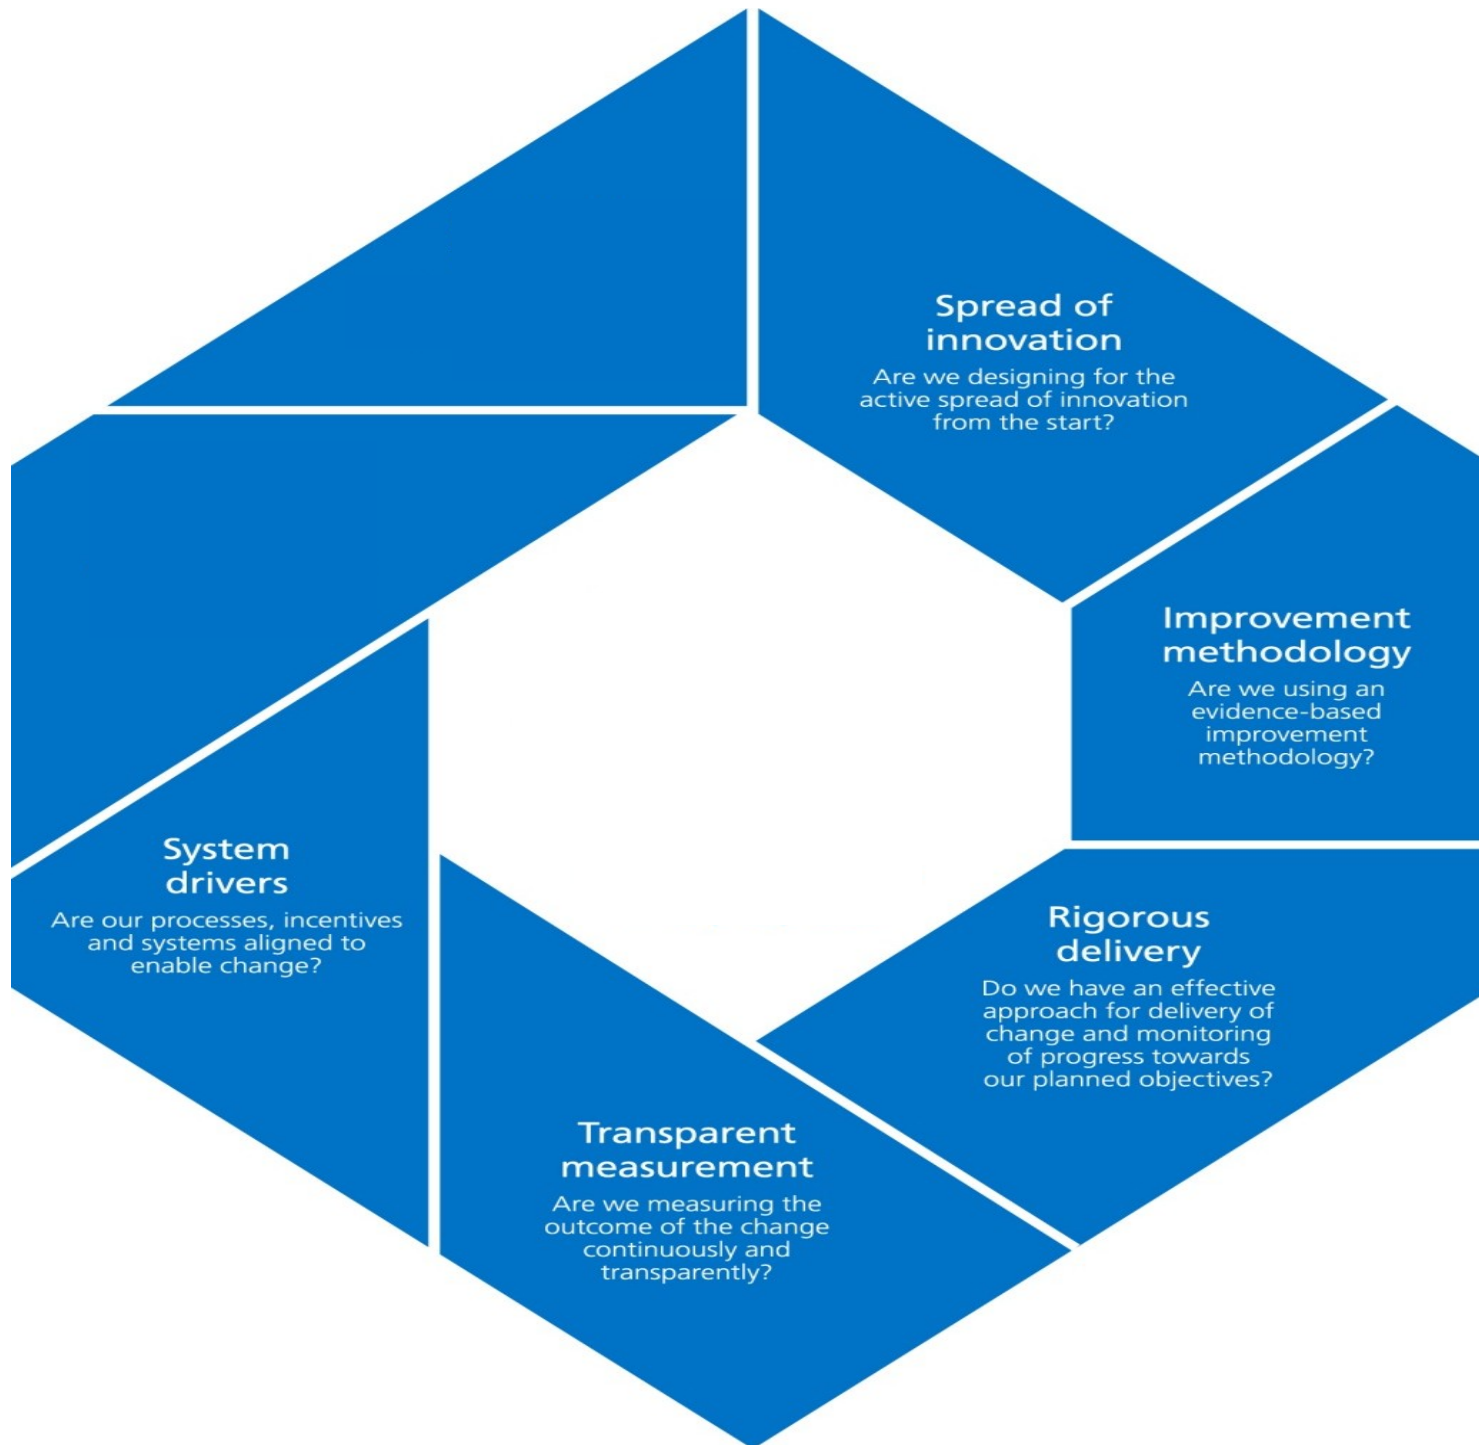 Spread of
innovation
Are we designing for the
active spread of innovation
from the start?
Improvement
methodology
Are we using an
evidence-based
improvement
methodology?
Rigorous
delivery
Do we have an effective
approach for delivery of
change and monitoring
of progress towards
our planned objectives?
Transparent
measurement
Are we measuring the
outcome of the change
continuously and
transparently?
System
drivers
Are our processes, incentives
and systems aligned to
enable change?